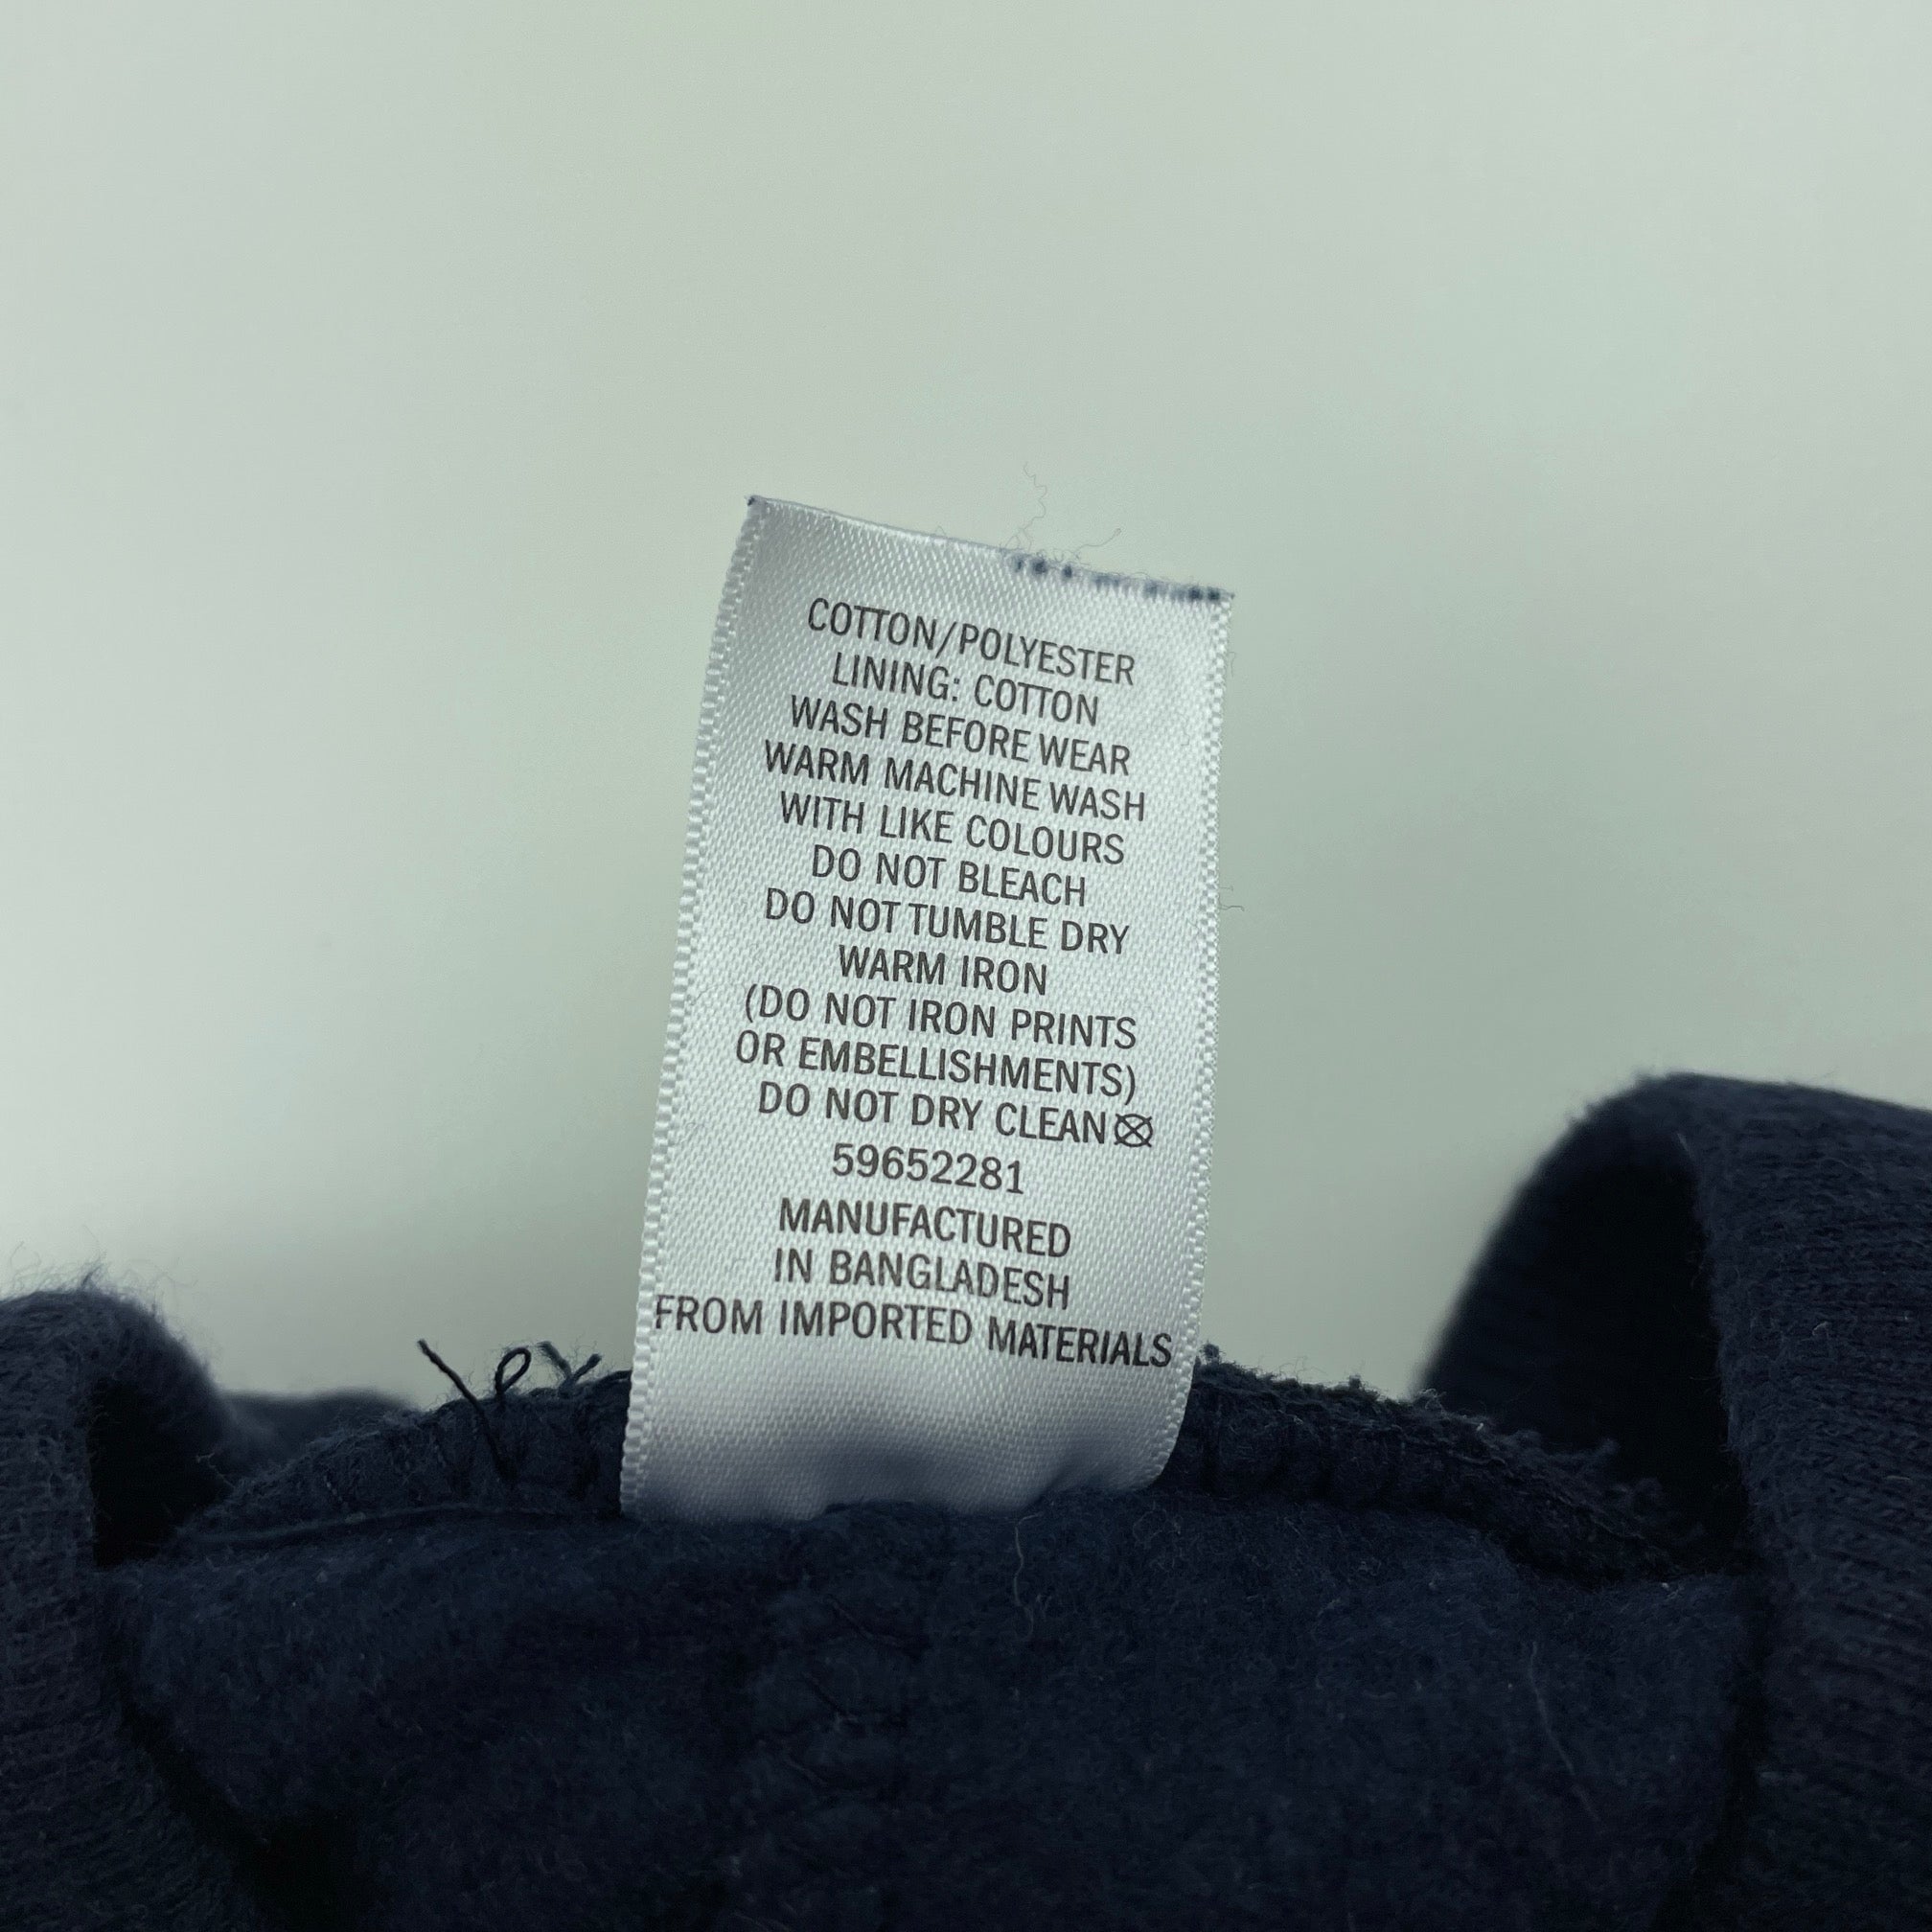 COTTON/POLYESTER
LINING: COTTON
WASH BEFORE WEAR
WARM MACHINE WASH
WITH LIKE COLOURS
DO NOT BLEACH
DO NOT TUMBLE DRY
WARM IRON
(DO NOT IRON PRINTS
OR EMBELLISHMENTS)
DO NOT DRY CLEAN
59652281
MANUFACTURED
IN BANGLADESH
FROM IMPORTED MATERIALS